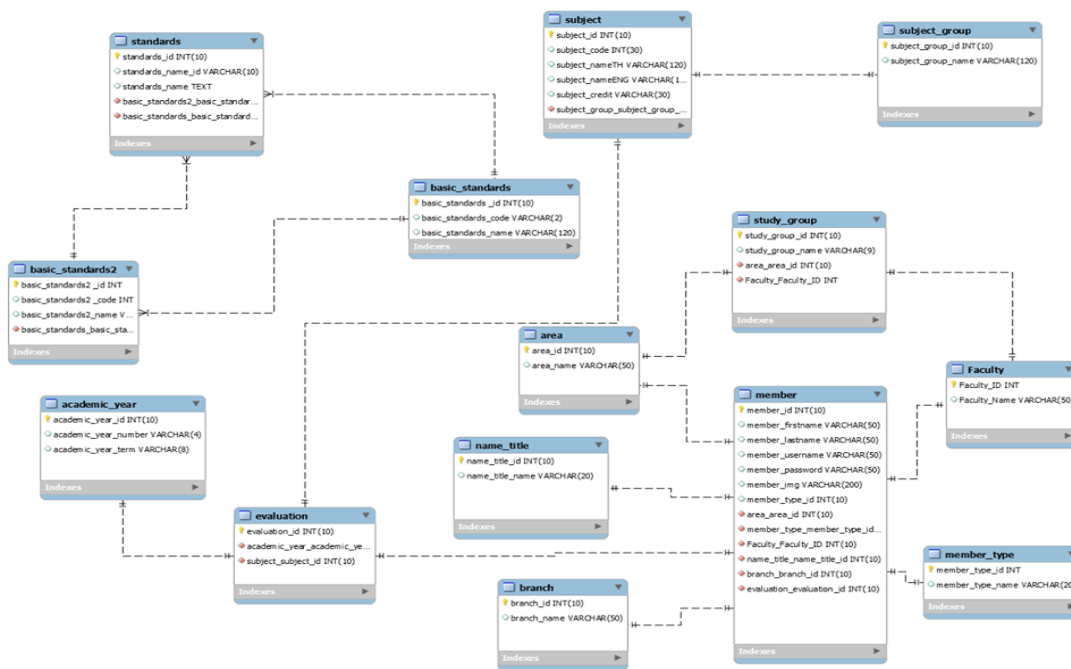 standards
standards_id INT(10)
standards_name_id VARCHAR(10)
standards_name TEXT
basic_standards2_basic_standar...
basic_standards_basic_standard...
Indexes
subject
subject_id INT(10)
subject_code INT(30)
subject_nameTH VARCHAR(120)
subject_nameENG VARCHAR(1...
subject_credit VARCHAR(30)
subject_group_subject_group_...
Indexes
subject_group
subject_group_id INT(10)
subject_group_name VARCHAR(120)
Indexes
basic_standards
basic_standards _id INT(10)
basic_standards_code VARCHAR(2)
basic_standards_name VARCHAR(120)
Indexes
study_group
study_group_id INT(10)
study_group_name VARCHAR(9)
area_area_id INT(10)
Faculty_Faculty_ID INT
Indexes
basic_standards2
basic_standards2 _id INT
basic_standards2 _code INT
basic_standards2_name V...
basic_standards_basic_sta...
Indexes
area
area_id INT(10)
area_name VARCHAR(50)
Indexes
Faculty
Faculty_ID INT
Faculty_Name VARCHAR(50
Indexes
academic_year
academic_year_id INT(10)
academic_year_number VARCHAR(4)
academic_year_term VARCHAR(8)
Indexes
name_title
name_title_id INT(10)
name_title_name VARCHAR(20)
Indexes
member
member_id INT(10)
member_firstname VARCHAR(50)
member_lastname VARCHAR(50)
member_username VARCHAR(50)
member_password VARCHAR(50)
member_img VARCHAR(200)
member_type_id INT(10)
area_area_id INT(10)
member_type_member_type_id...
Faculty_Faculty_ID INT(10)
name_title_name_title_id INT(10)
branch_branch_id INT(10)
evaluation_evaluation_id INT(10)
Indexes
evaluation
evaluation_id INT(10)
academic_year_academic_ye...
subject_subject_id INT(10)
Indexes
member_type
member_type_id INT
member_type_name VARCHAR(20
Indexes
branch
branch_id INT(10)
branch_name VARCHAR(50)
Indexes